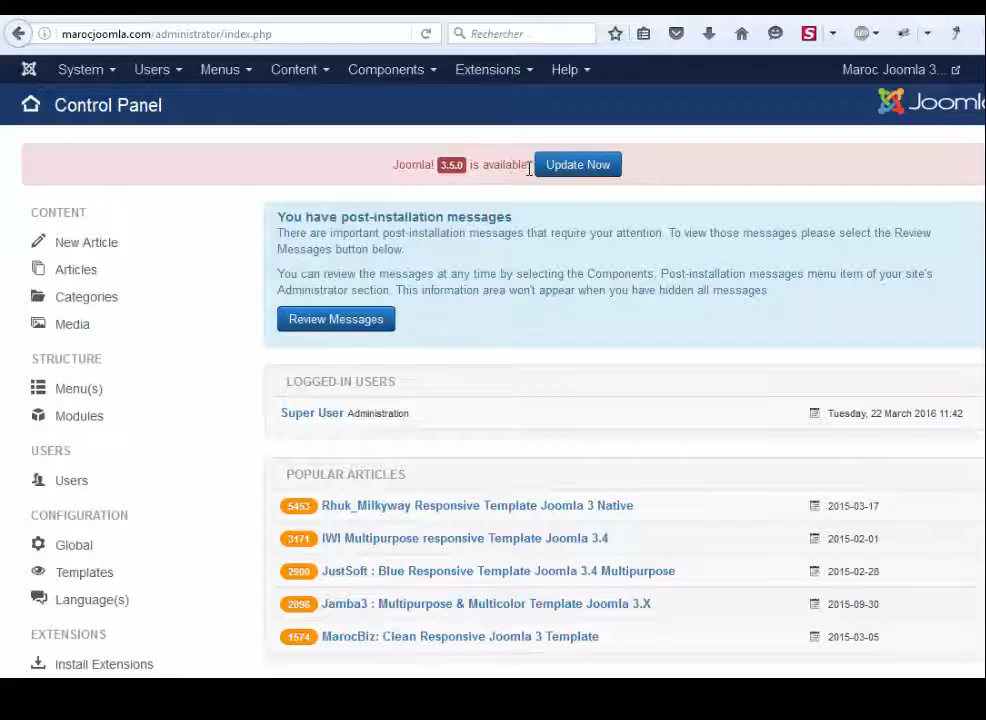 marocjoomla.com/administrator/index.php
Rechercher
System
Users
Menus
Content
Components
Extensions
Help
Maroc Joomla 3...
Control Panel
Joomla! 3.5.0 is available
Update Now
CONTENT
New Article
Articles
Categories
Media
STRUCTURE
Menu(s)
Modules
USERS
Users
CONFIGURATION
Global
Templates
Language(s)
EXTENSIONS
Install Extensions
You have post-installation messages
There are important post-installation messages that require your attention. To view those messages please select the Review
Messages button below.
You can review the messages at any time by selecting the Components, Post-installation messages menu item of your site's
Administrator section. This information area won't appear when you have hidden all messages
Review Messages
LOGGED-IN USERS
Super User Administration
Tuesday, 22 March 2016 11:42
POPULAR ARTICLES
5453 Rhuk_Milkyway Responsive Template Joomla 3 Native 2015-03-17
3171 IWI Multipurpose responsive Template Joomla 3.4 2015-02-01
2900 JustSoft : Blue Responsive Template Joomla 3.4 Multipurpose 2015-02-28
2098 Jamba3 : Multipurpose & Multicolor Template Joomla 3.X 2015-09-30
1574 MarocBiz: Clean Responsive Joomla 3 Template 2015-03-05